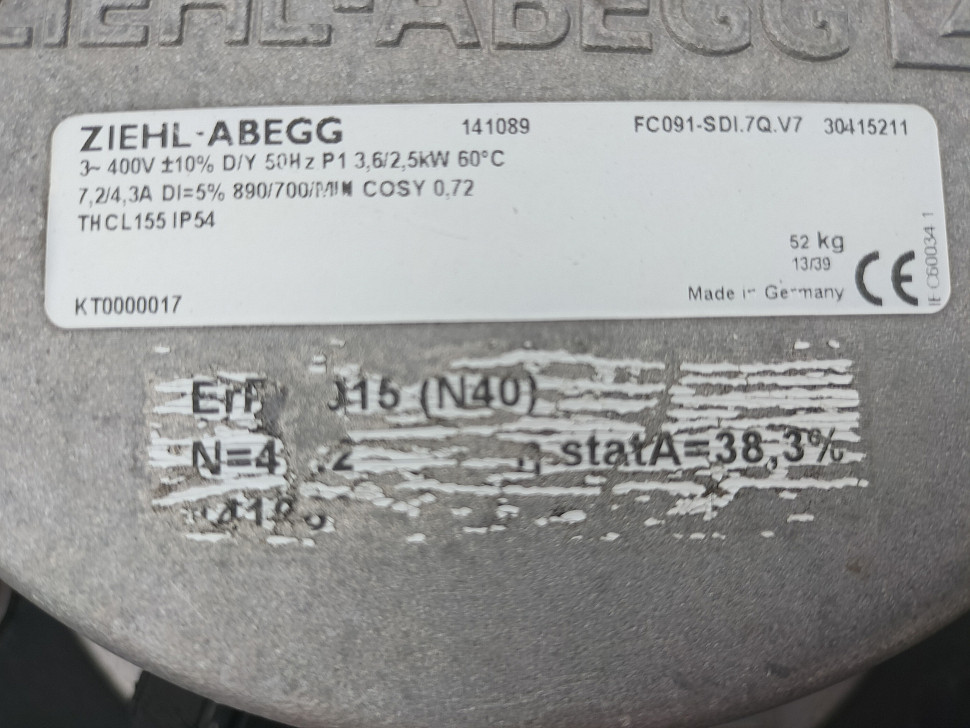 ZIEHL-ABEGG
ZIEHL-ABEGG 141089 FC091-SDI.7Q.V7 30415211
3~ 400V ±10% D/Y 50Hz P1 3,6/2,5kW 60°C
7,2/4,3A DI=5% 890/700/MIN COSY 0,72
THCL155 IP54
52 kg
13/39
Made in Germany
CE
IEC60034 1
KT0000017
(N40)
statA=38,3%